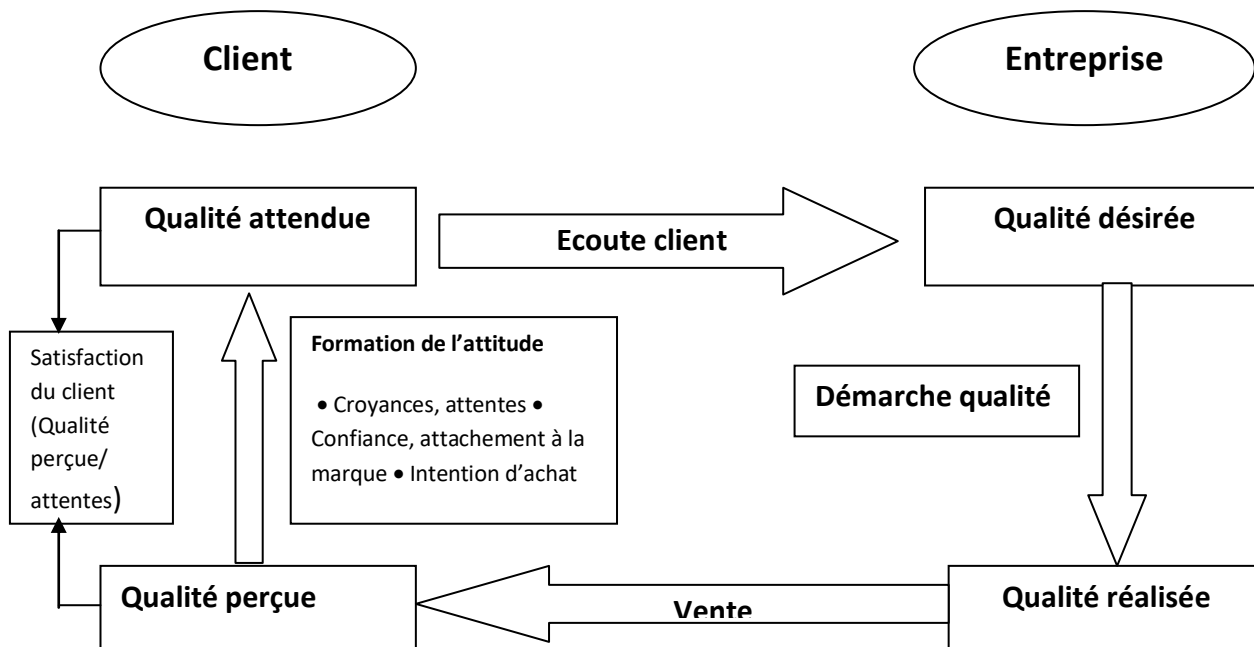 Client
Entreprise
Qualité attendue
Ecoute client
Qualité désirée
Satisfaction
du client
(Qualité
perçue/
attentes)
Formation de l’attitude
• Croyances, attentes •
Confiance, attachement à la
marque • Intention d’achat
Démarche qualité
Qualité perçue
Vente
Qualité réalisée